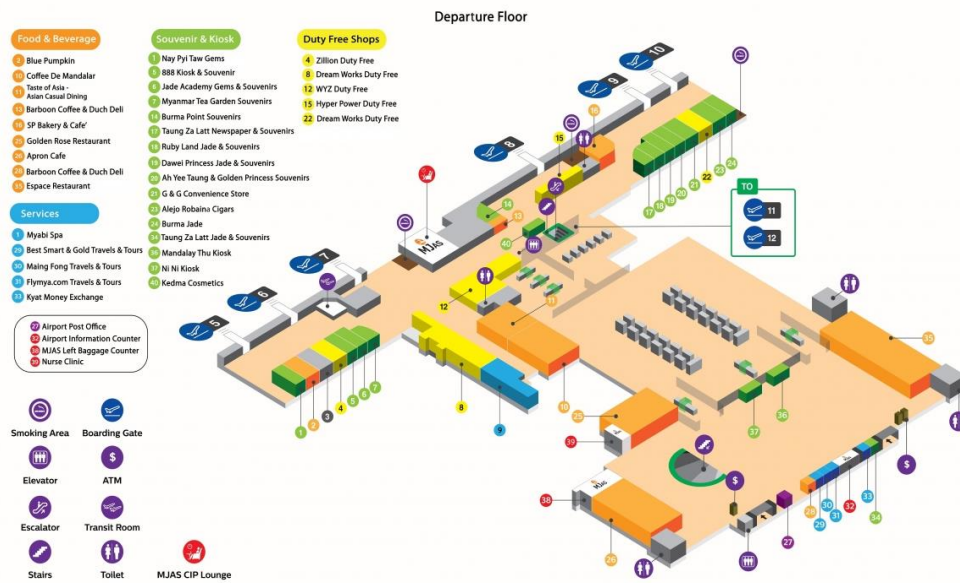 Departure Floor
Food & Beverage
2 Blue Pumpkin
10 Coffee De Mandalar
11 Taste of Asia -
Asian Casual Dining
13 Barboon Coffee & Duch Deli
16 SP Bakery & Cafe'
25 Golden Rose Restaurant
26 Apron Cafe
28 Barboon Coffee & Duch Deli
35 Espace Restaurant
Services
Myabi Spa
29 Best Smart & Gold Travels & Tours
30 Maing Fong Travels & Tours
31 Flymya.com Travels & Tours
33 Kyat Money Exchange
27 Airport Post Office
32 Airport Information Counter
38 MJAS Left Baggage Counter
39 Nurse Clinic
Souvenir & Kiosk
1 Nay Pyi Taw Gems
5 888 Kiosk & Souvenir
6 Jade Academy Gems & Souvenirs
7 Myanmar Tea Garden Souvenirs
14 Burma Point Souvenirs
17 Taung Za Latt Newspaper & Souvenirs
18 Ruby Land Jade & Souvenirs
19 Dawei Princess Jade & Souvenirs
20 Ah Yee Taung & Golden Princess Souvenirs
21 G & G Convenience Store
23 Alejo Robaina Cigars
24 Burma Jade
34 Taung Za Latt Jade & Souvenirs
36 Mandalay Thu Kiosk
37 Ni Ni Kiosk
40 Kedma Cosmetics
Duty Free Shops
4 Zillion Duty Free
8 Dream Works Duty Free
12 WYZ Duty Free
15 Hyper Power Duty Free
22 Dream Works Duty Free
Smoking Area
Boarding Gate
Elevator
$
ATM
Escalator
Transit Room
Stairs
Toilet
MJAS CIP Lounge
10
9
8
7
6
5
16
15
14
13
MJAS
40
12
11
17
18
19
20
21
22
23
24
TO
11
12
1
2
3
4
5
6
7
8
9
10
25
39
38
MJAS
26
35
36
37
$
$
27
28
29
30
31
32
33
34